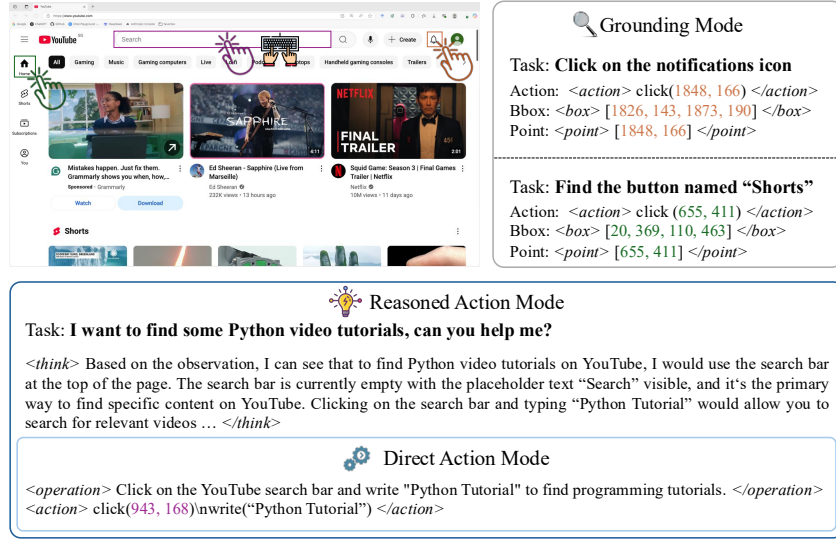 https://www.youtube.com
YouTube
Search
Create
Home
Shorts
Subscriptions
You
All
Gaming
Music
Gaming computers
Live
Handheld gaming consoles
Trailers
SAPPHIRE
4:11
NETFLIX
FINAL
TRAILER
2:01
Mistakes happen. Just fix them.
Grammarly shows you when, how,...
Sponsored · Grammarly
Watch
Download
Ed Sheeran - Sapphire (Live from
Marseille)
Ed Sheeran
232K views · 13 hours ago
Squid Game: Season 3 | Final Games
Trailer | Netflix
Netflix
10M views · 11 days ago
Shorts
Grounding Mode
Task: Click on the notifications icon
Action: <action> click(1848, 166) </action>
Bbox: <box> [1826, 143, 1873, 190] </box>
Point: <point> [1848, 166] </point>
Task: Find the button named “Shorts”
Action: <action> click (655, 411) </action>
Bbox: <box> [20, 369, 110, 463] </box>
Point: <point> [655, 411] </point>
Reasoned Action Mode
Task: I want to find some Python video tutorials, can you help me?
<think> Based on the observation, I can see that to find Python video tutorials on YouTube, I would use the search bar
at the top of the page. The search bar is currently empty with the placeholder text “Search” visible, and it‘s the primary
way to find specific content on YouTube. Clicking on the search bar and typing “Python Tutorial” would allow you to
search for relevant videos … </think>
Direct Action Mode
<operation> Click on the YouTube search bar and write "Python Tutorial" to find programming tutorials. </operation>
<action> click(943, 168)\nwrite(“Python Tutorial”) </action>